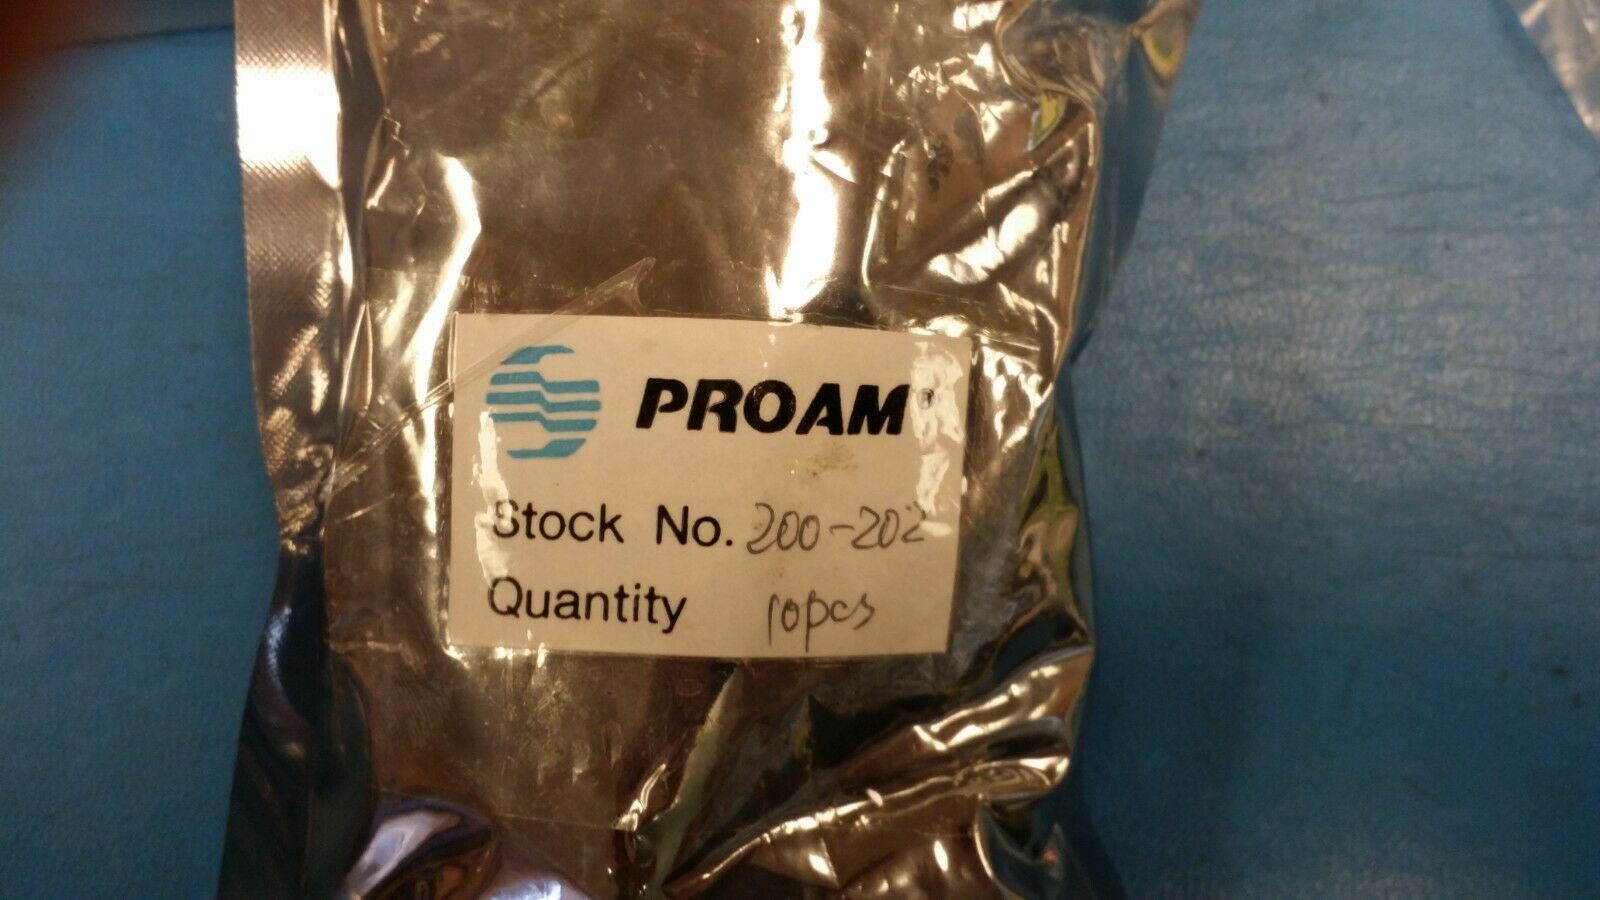 PROAM®
Stock No. 200-202
Quantity 10pcs